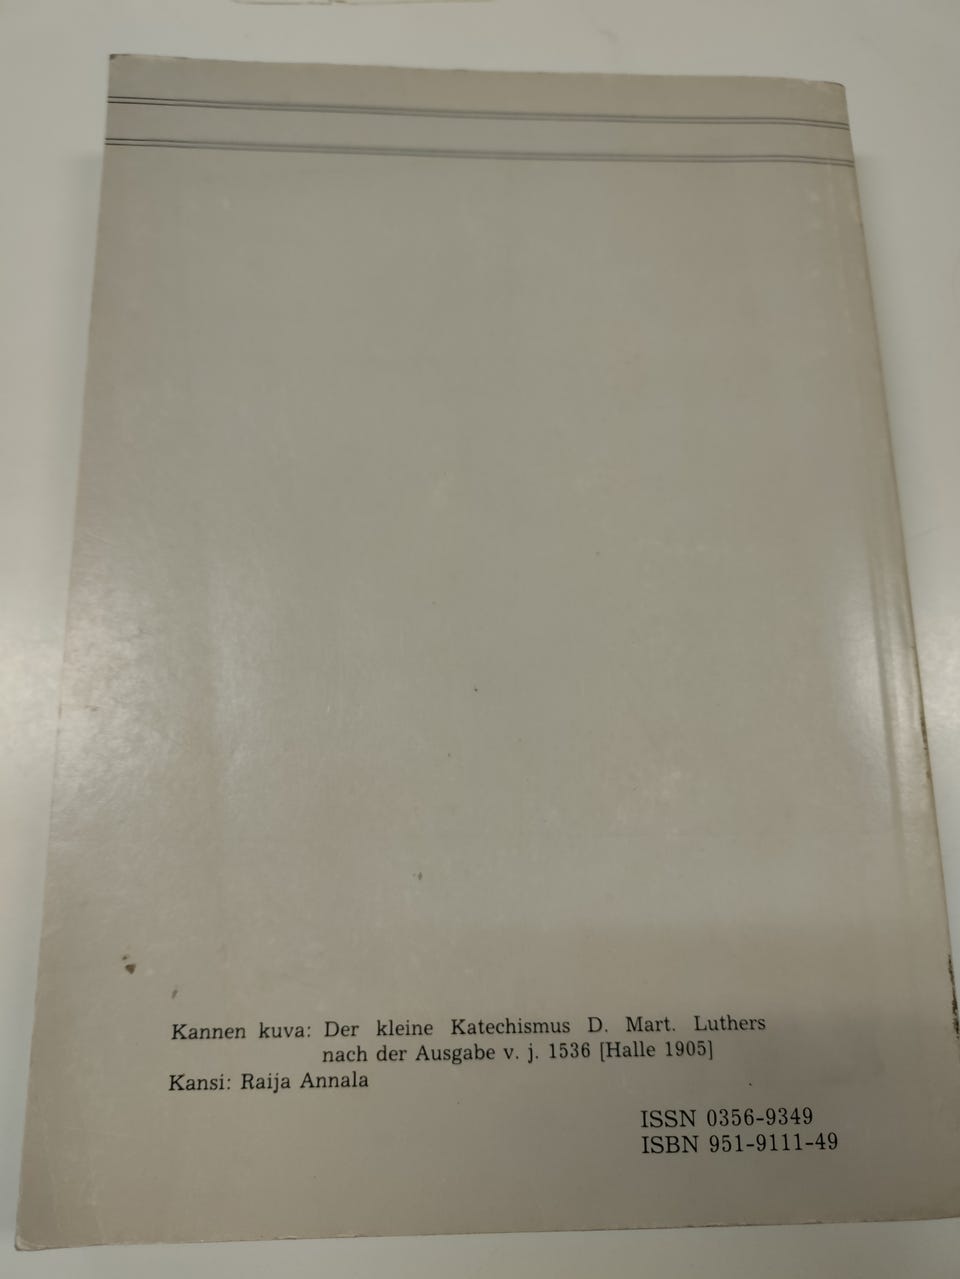 Kannen kuva: Der kleine Katechismus D. Mart. Luthers
nach der Ausgabe v. j. 1536 [Halle 1905]
Kansi: Raija Annala
ISSN 0356-9349
ISBN 951-9111-49